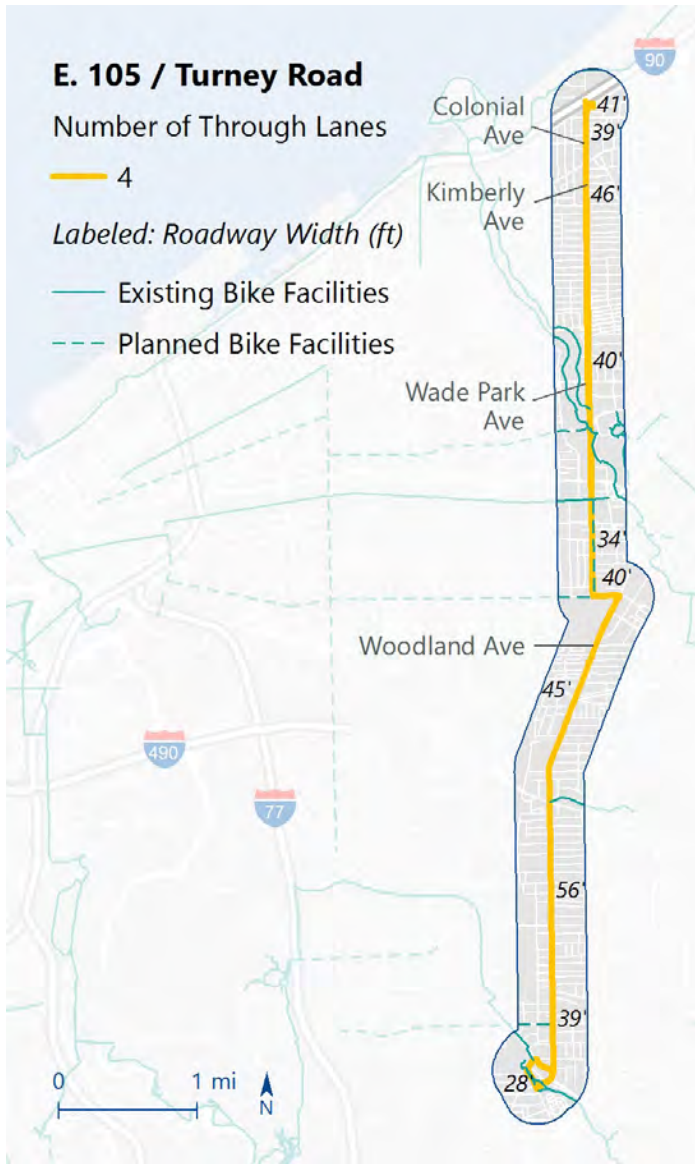 E. 105 / Turney Road
Number of Through Lanes
4
Labeled: Roadway Width (ft)
Existing Bike Facilities
Planned Bike Facilities
90
Colonial
Ave
41'
39'
Kimberly
Ave
46'
40'
Wade Park
Ave
34'
40'
Woodland Ave
45'
490
77
56'
39'
28'
0 1 mi
N